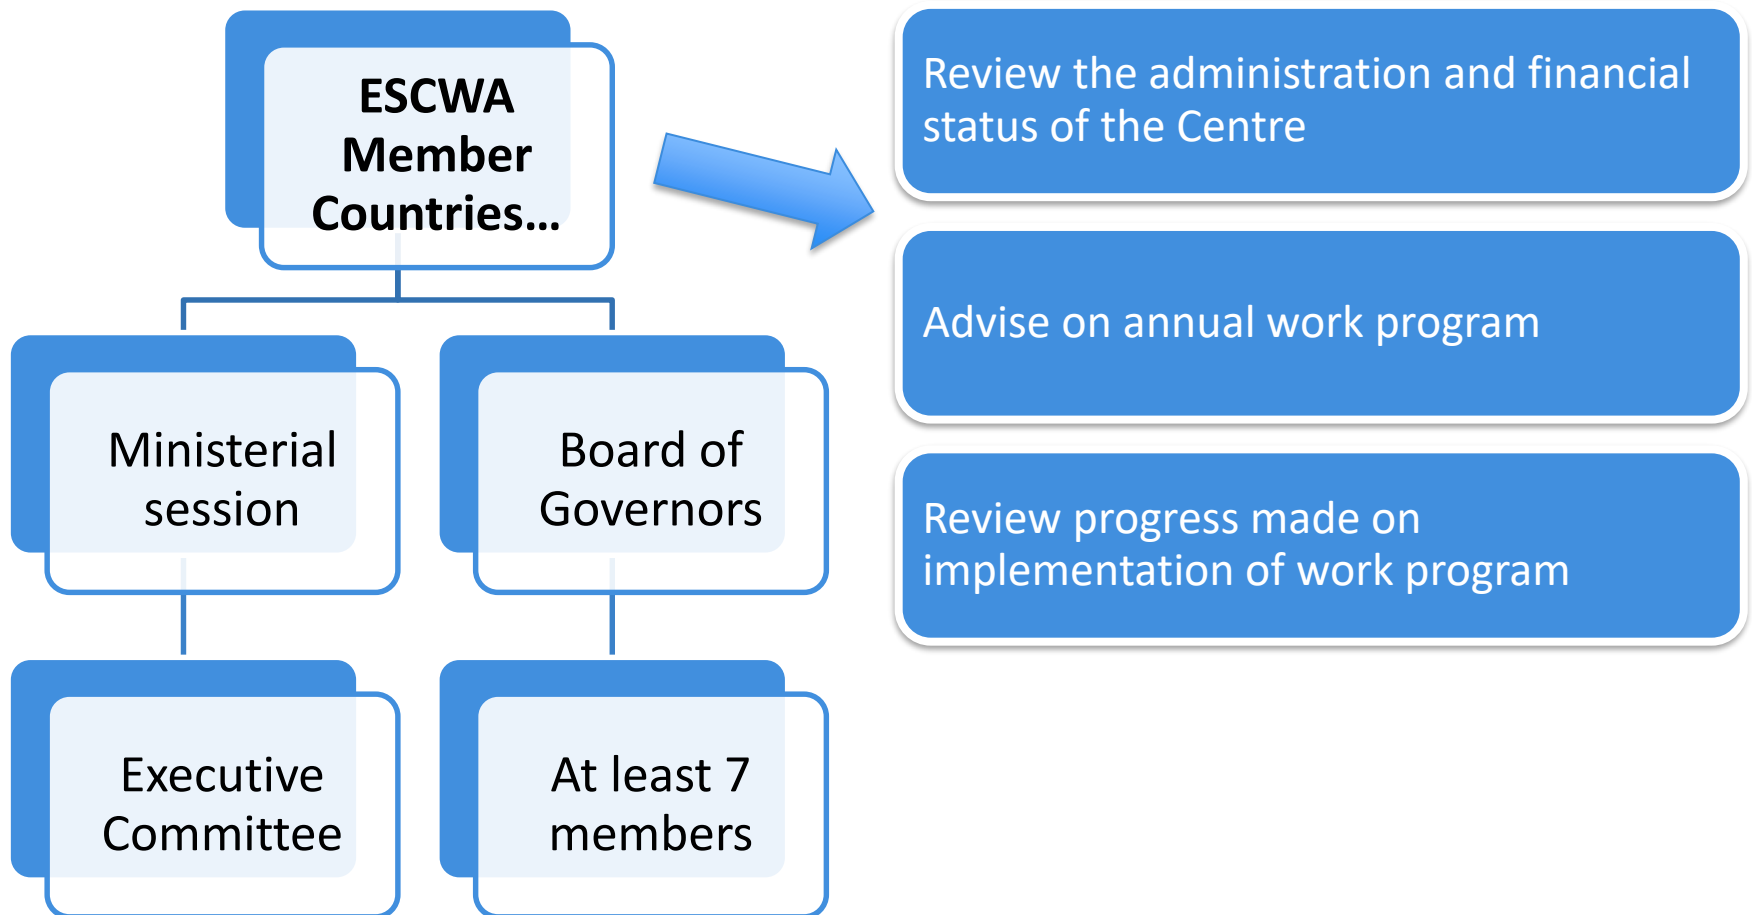 ESCWA
Member
Countries…
Ministerial
session
Board of
Governors
Executive
Committee
At least 7
members
Review the administration and financial
status of the Centre
Advise on annual work program
Review progress made on
implementation of work program